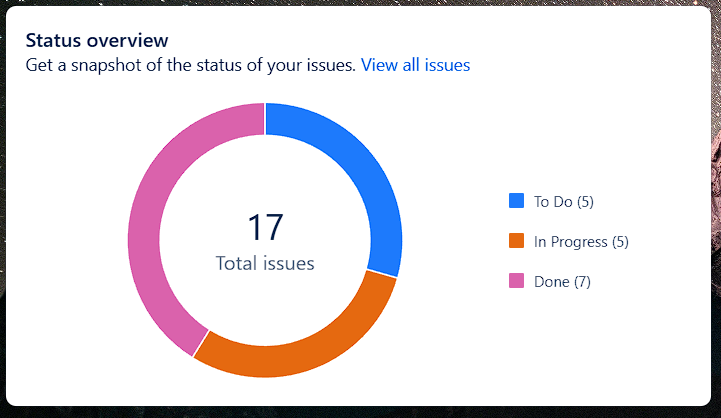 Status overview
Get a snapshot of the status of your issues. View all issues
17
Total issues
To Do (5)
In Progress (5)
Done (7)